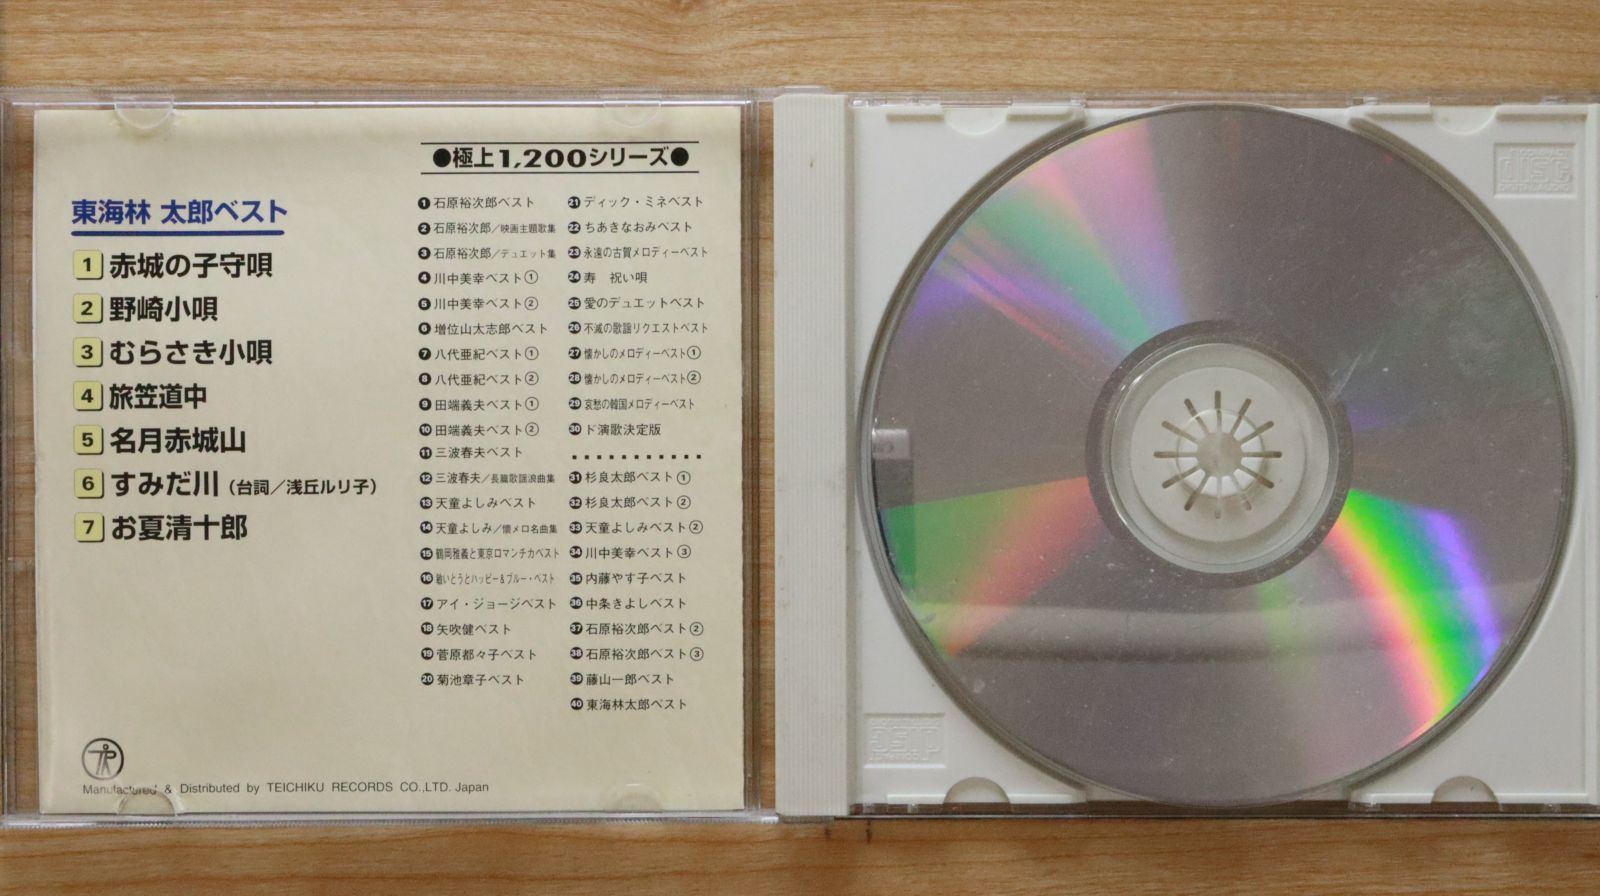 東海林 太郎ベスト
1 赤城の子守唄
2 野崎小唄
3 むらさき小唄
4 旅笠道中
5 名月赤城山
6 すみだ川（台詞／浅丘ルリ子）
7 お夏清十郎
●極上1,200シリーズ●
1 石原裕次郎ベスト
2 石原裕次郎／映画主題歌集
3 石原裕次郎／デュエット集
4 川中美幸ベスト①
5 川中美幸ベスト②
6 増位山太志郎ベスト
7 八代亜紀ベスト①
8 八代亜紀ベスト②
9 田端義夫ベスト①
10 田端義夫ベスト②
11 三波春夫ベスト
12 三波春夫／長篇歌謡浪曲集
13 天童よしみベスト
14 天童よしみ／懐メロ名曲集
15 鶴岡雅義と東京ロマンチカベスト
16 敏いとうとハッピー&ブルー・ベスト
17 アイ・ジョージベスト
18 矢吹健ベスト
19 菅原都々子ベスト
20 菊池章子ベスト
21 ディック・ミネベスト
22 ちあきなおみベスト
23 永遠の古賀メロディーベスト
24 寿　祝い唄
25 愛のデュエットベスト
26 不滅の歌謡リクエストベスト
27 懐かしのメロディーベスト①
28 懐かしのメロディーベスト②
29 哀愁の韓国メロディーベスト
30 ド演歌決定版
31 杉良太郎ベスト①
32 杉良太郎ベスト②
33 天童よしみベスト②
34 川中美幸ベスト③
35 内藤やす子ベスト
36 中条きよしベスト
37 石原裕次郎ベスト②
38 石原裕次郎ベスト③
39 藤山一郎ベスト
40 東海林太郎ベスト
Manufactured & Distributed by TEICHIKU RECORDS CO.,LTD. Japan
COMPACT
disc
DIGITAL AUDIO